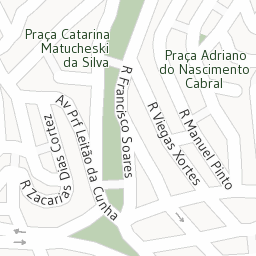 Praça Catarina
Matucheski
da Silva
Praça Adriano
do Nascimento
Cabral
R Francisco Soares
R Viegas Xortes
R Manuel Pinto
Av Prf Leitão da Cunha
R Zacarias Dias Cortez